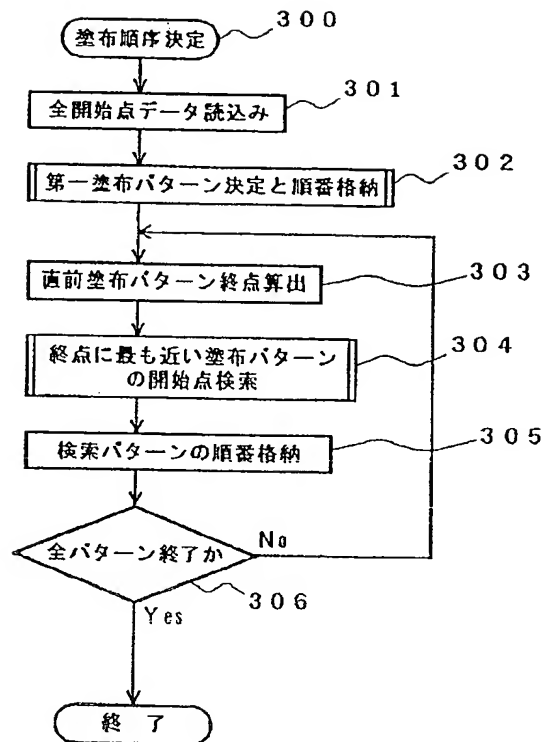 塗布順序決定
300
全開始点データ読込み
301
第一塗布パターン決定と順番格納
302
直前塗布パターン終点算出
303
終点に最も近い塗布パターン
の開始点検索
304
検索パターンの順番格納
305
全パターン終了か
No
306
Yes
終 了